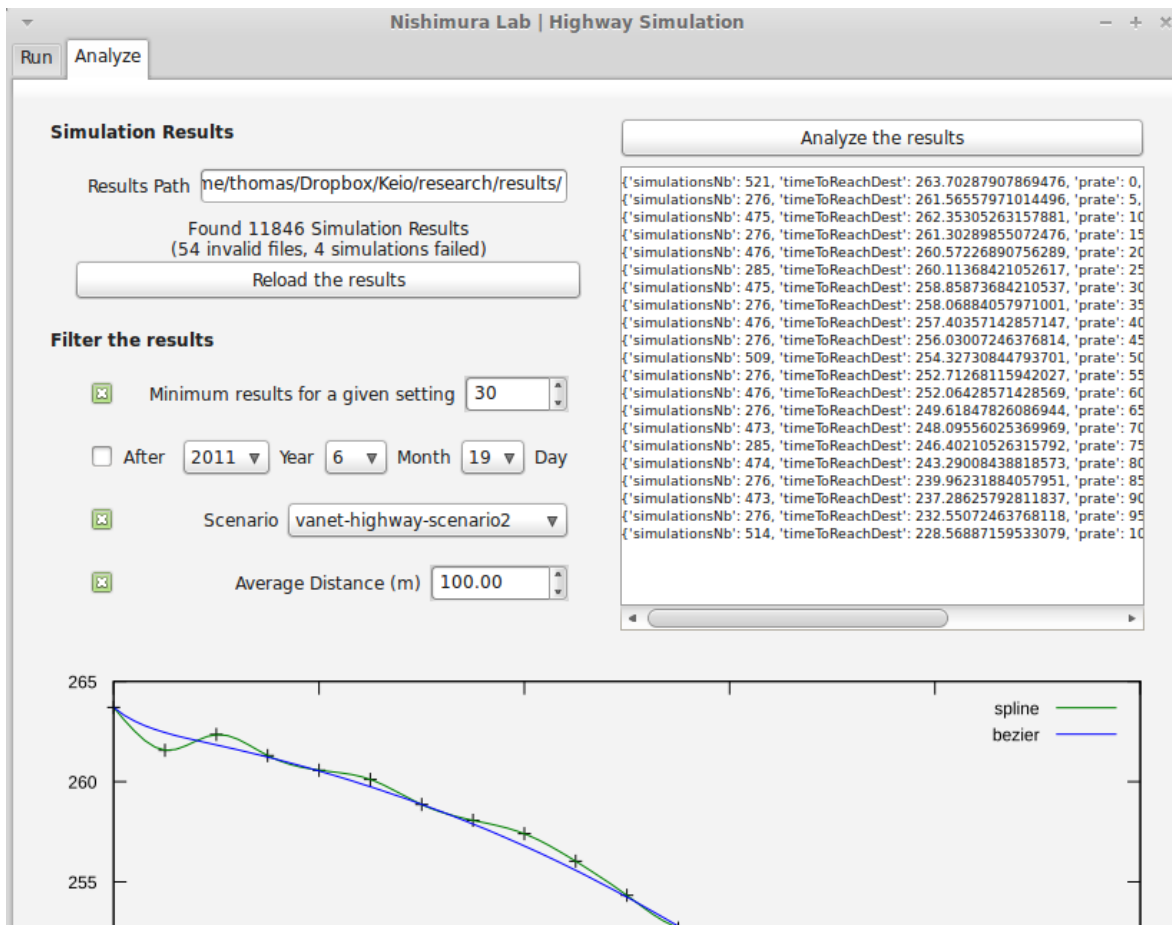 Nishimura Lab | Highway Simulation
Run
Analyze
Simulation Results
Results Path me/thomas/Dropbox/Keio/research/results/
Found 11846 Simulation Results
(54 invalid files, 4 simulations failed)
Reload the results
Filter the results
Minimum results for a given setting 30
After 2011 Year 6 Month 19 Day
Scenario vanet-highway-scenario2
Average Distance (m) 100.00
Analyze the results
{'simulationsNb': 521, 'timeToReachDest': 263.70287907869476, 'prate': 0,
{'simulationsNb': 276, 'timeToReachDest': 261.56557971014496, 'prate': 5,
{'simulationsNb': 475, 'timeToReachDest': 262.35305263157881, 'prate': 10
{'simulationsNb': 276, 'timeToReachDest': 261.30289855072476, 'prate': 15
{'simulationsNb': 476, 'timeToReachDest': 260.57226890756289, 'prate': 20
{'simulationsNb': 285, 'timeToReachDest': 260.11368421052617, 'prate': 25
{'simulationsNb': 475, 'timeToReachDest': 258.85873684210537, 'prate': 30
{'simulationsNb': 276, 'timeToReachDest': 258.06884057971001, 'prate': 35
{'simulationsNb': 476, 'timeToReachDest': 257.40357142857147, 'prate': 40
{'simulationsNb': 276, 'timeToReachDest': 256.03007246376814, 'prate': 45
{'simulationsNb': 509, 'timeToReachDest': 254.32730844793701, 'prate': 50
{'simulationsNb': 276, 'timeToReachDest': 252.71268115942027, 'prate': 55
{'simulationsNb': 476, 'timeToReachDest': 252.06428571428569, 'prate': 60
{'simulationsNb': 276, 'timeToReachDest': 249.61847826086944, 'prate': 65
{'simulationsNb': 473, 'timeToReachDest': 248.09556025369969, 'prate': 70
{'simulationsNb': 285, 'timeToReachDest': 246.40210526315792, 'prate': 75
{'simulationsNb': 474, 'timeToReachDest': 243.29008438818573, 'prate': 80
{'simulationsNb': 276, 'timeToReachDest': 239.96231884057951, 'prate': 85
{'simulationsNb': 473, 'timeToReachDest': 237.28625792811837, 'prate': 90
{'simulationsNb': 276, 'timeToReachDest': 232.55072463768118, 'prate': 95
{'simulationsNb': 514, 'timeToReachDest': 228.56887159533079, 'prate': 10
265
spline
bezier
260
255